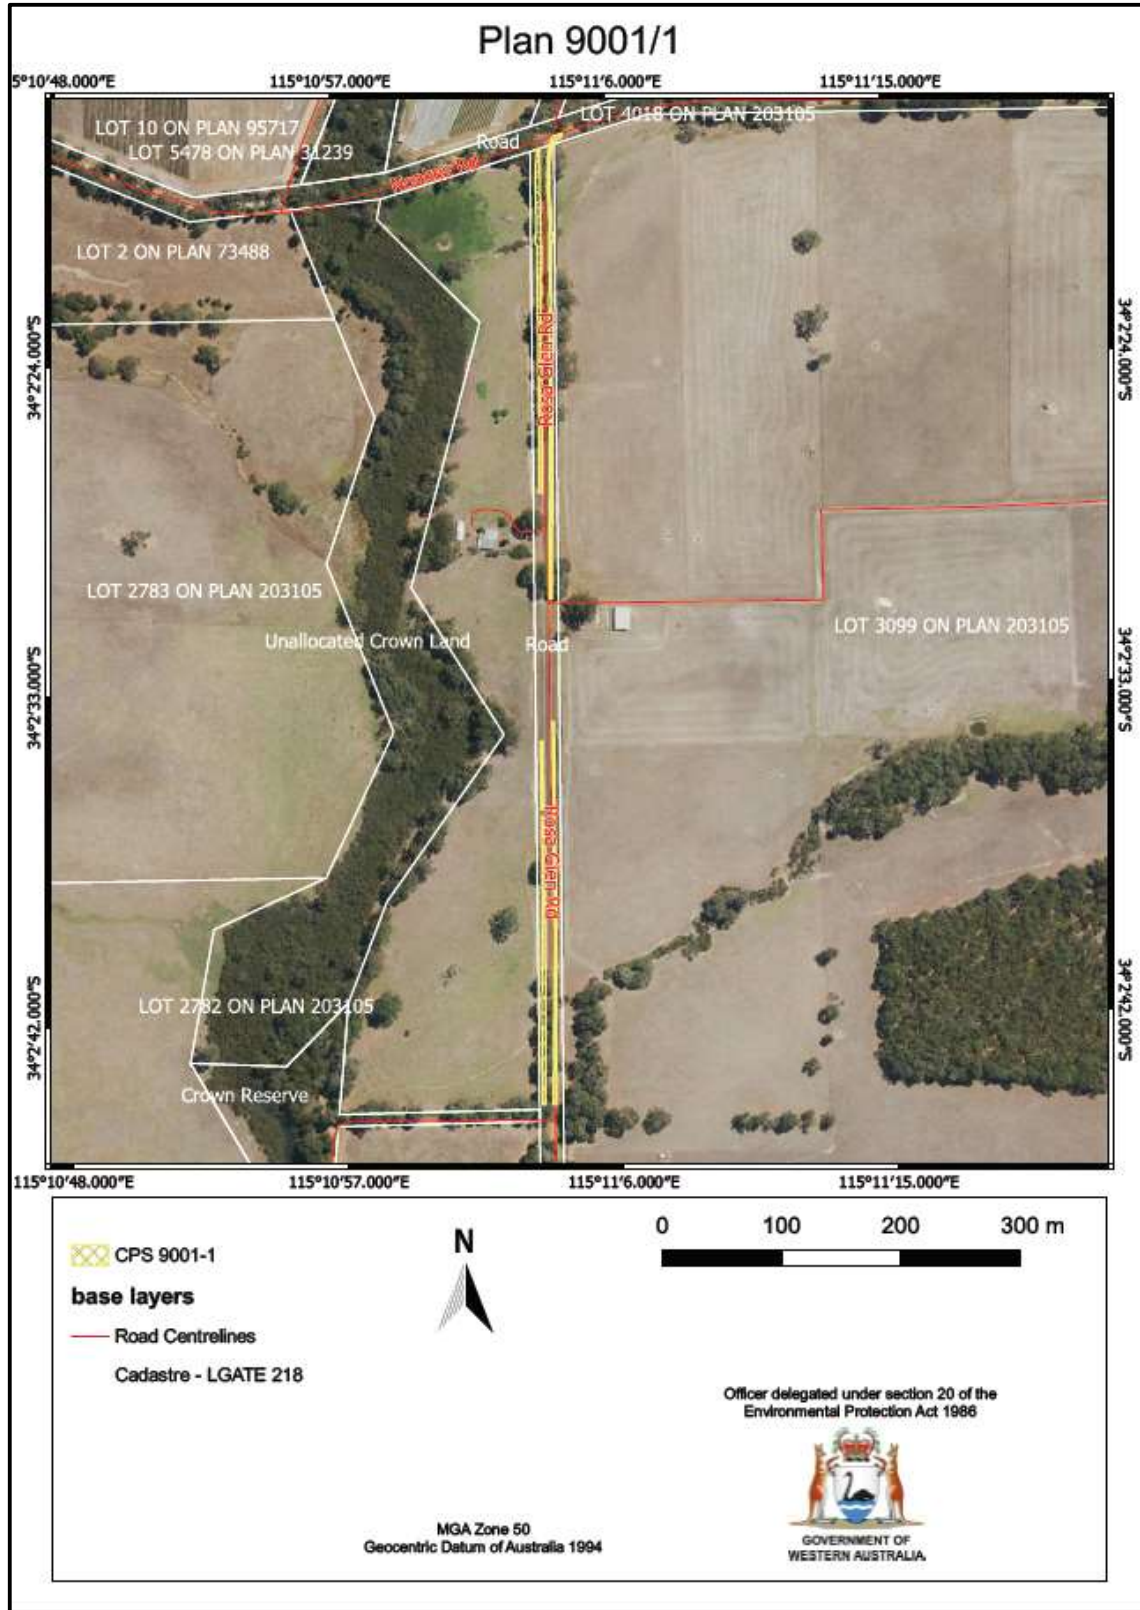 Plan 9001/1
5°10'48.000"E 115°10'57.000"E 115°11'6.000"E 115°11'15.000"E
LOT 4018 ON PLAN 203105
LOT 10 ON PLAN 95717
Road
LOT 5478 ON PLAN 31239
LOT 2 ON PLAN 73488
34°2'24.000"S
34°2'24.000"S
Rosa Glen Rd
LOT 2783 ON PLAN 203105
LOT 3099 ON PLAN 203105
Unallocated Crown Land
Road
34°2'33.000"S
34°2'33.000"S
Rosa Glen Rd
LOT 2782 ON PLAN 203105
34°2'42.000"S
34°2'42.000"S
Crown Reserve
115°10'48.000"E 115°10'57.000"E 115°11'6.000"E 115°11'15.000"E
CPS 9001-1
base layers
Road Centrelines
Cadastre - LGATE 218
N
0 100 200 300 m
Officer delegated under section 20 of the
Environmental Protection Act 1986
GOVERNMENT OF
WESTERN AUSTRALIA
MGA Zone 50
Geocentric Datum of Australia 1994